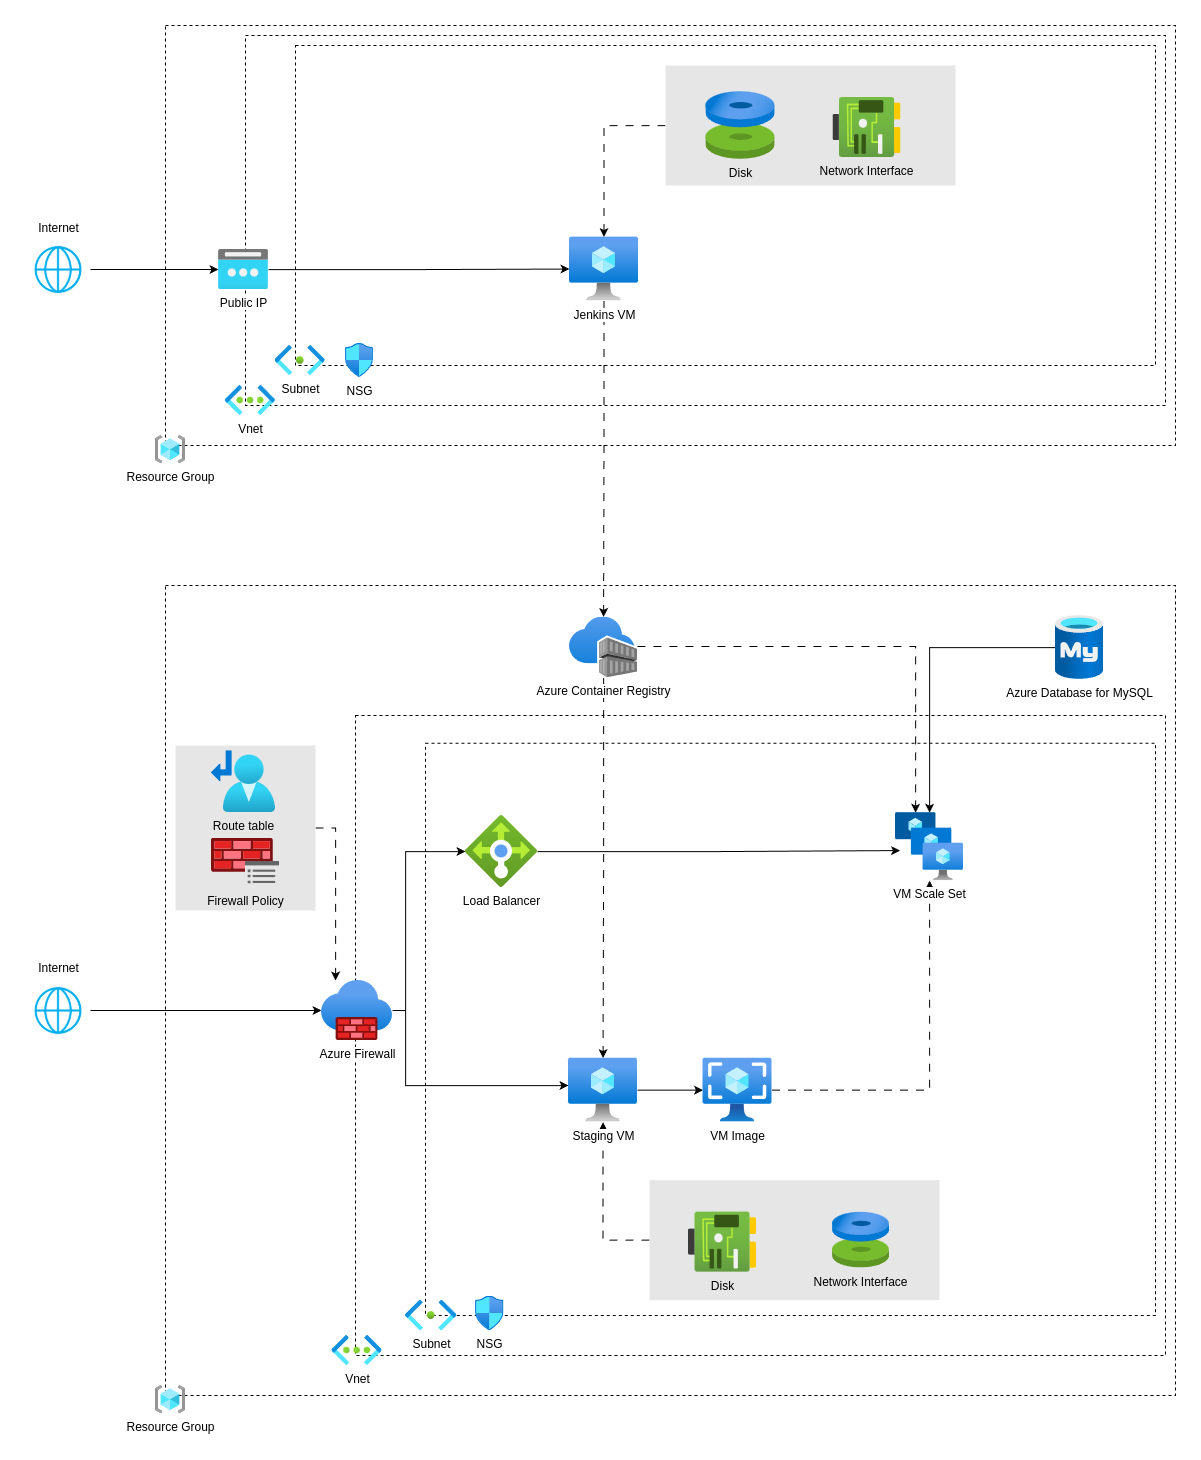 Disk
Network Interface
Internet
Public IP
Jenkins VM
Subnet
NSG
Vnet
Resource Group
My
Azure Container Registry
Azure Database for MySQL
Route table
Firewall Policy
Load Balancer
VM Scale Set
Internet
Azure Firewall
Staging VM
VM Image
Disk
Network Interface
Subnet
NSG
Vnet
Resource Group